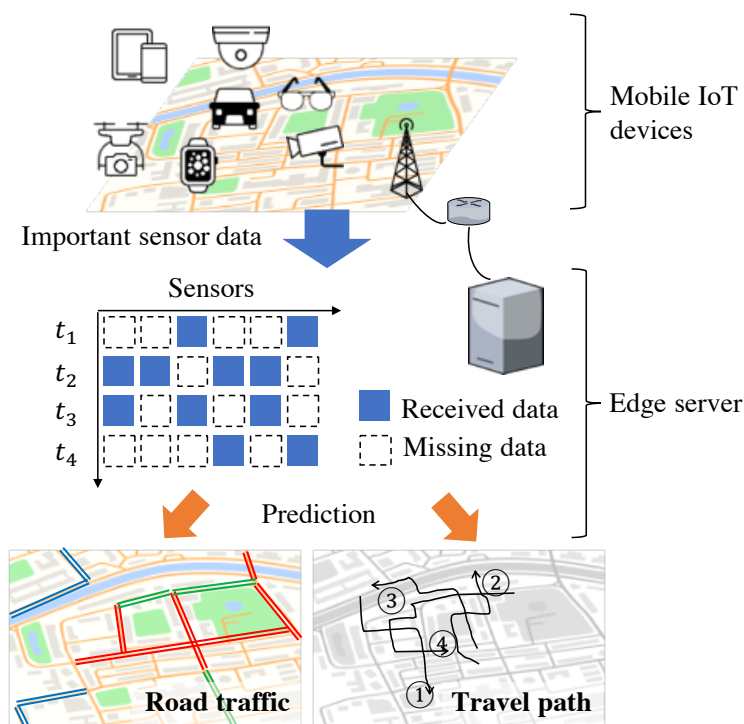 Mobile IoT
devices
Important sensor data
Sensors
t₁
t₂
t₃
t₄
Received data
Missing data
Edge server
Prediction
Road traffic
①
②
③
④
Travel path